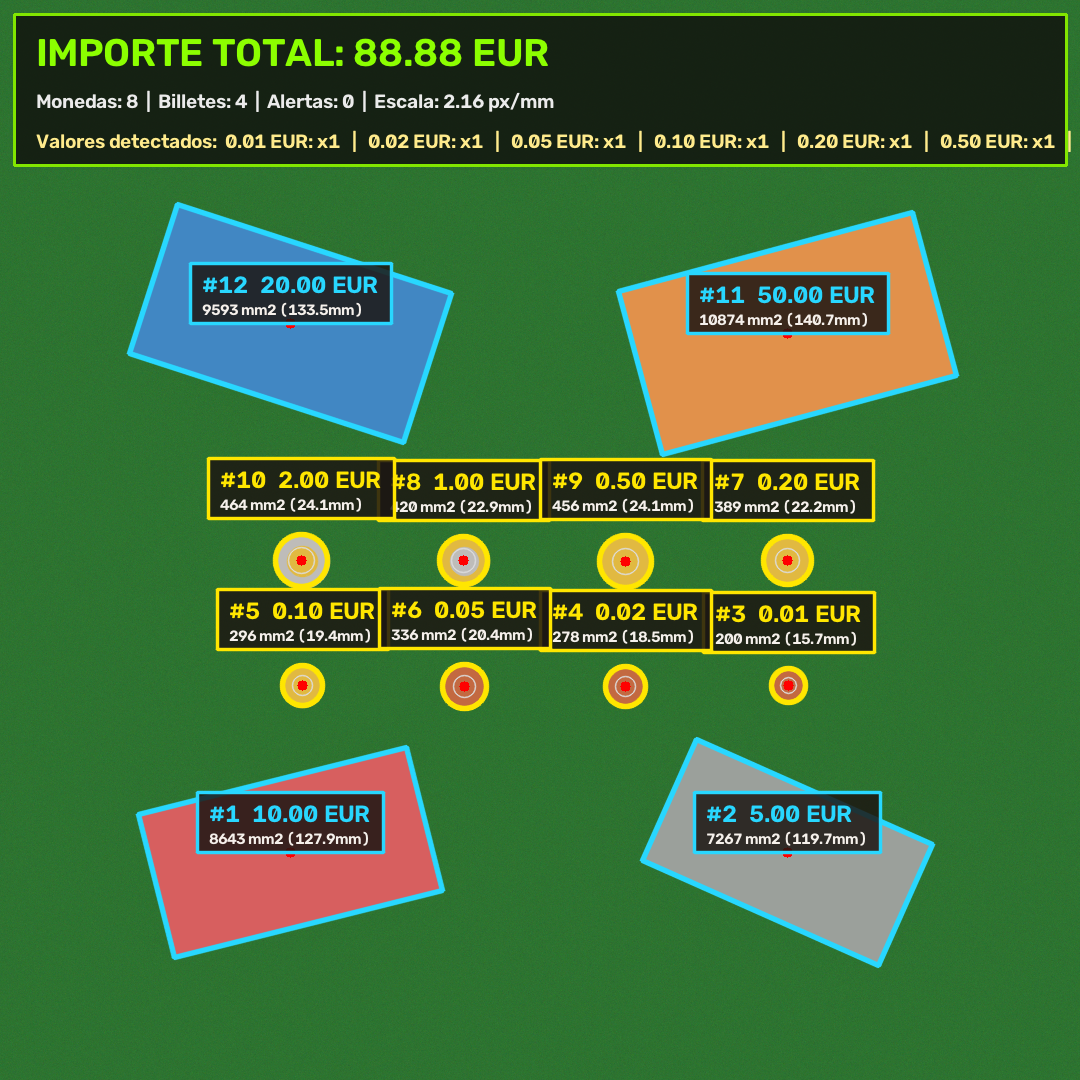 IMPORTE TOTAL: 88.88 EUR
Monedas: 8 | Billetes: 4 | Alertas: 0 | Escala: 2.16 px/mm
Valores detectados: 0.01 EUR: x1 | 0.02 EUR: x1 | 0.05 EUR: x1 | 0.10 EUR: x1 | 0.20 EUR: x1 | 0.50 EUR: x1 |
#12 20.00 EUR
9593 mm2 (133.5mm)
#11 50.00 EUR
10874 mm2 (140.7mm)
#10 2.00 EUR
464 mm2 (24.1mm)
#8 1.00 EUR
420 mm2 (22.9mm)
#9 0.50 EUR
456 mm2 (24.1mm)
#7 0.20 EUR
389 mm2 (22.2mm)
#5 0.10 EUR
296 mm2 (19.4mm)
#6 0.05 EUR
336 mm2 (20.4mm)
#4 0.02 EUR
278 mm2 (18.5mm)
#3 0.01 EUR
200 mm2 (15.7mm)
#1 10.00 EUR
8643 mm2 (127.9mm)
#2 5.00 EUR
7267 mm2 (119.7mm)